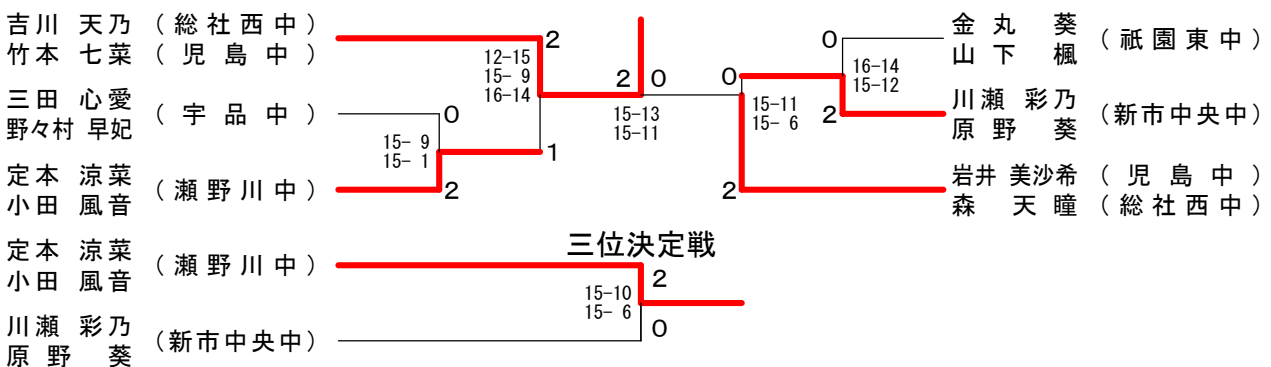 吉川 天乃 (総社西中)
竹本 七菜 (児島中)
三田 心愛
野々村 早妃 (宇品中)
定本 涼菜
小田 風音 (瀬野川中)
2
12-15
15- 9
16-14
0
15- 9
15- 1
2
1
2 0
15-13
15-11
0
15-11
15- 6
2
0
16-14
15-12
2
金丸 葵
山下 楓 (祇園東中)
川瀬 彩乃
原野 葵 (新市中央中)
岩井 美沙希 (児島中)
森 天瞳 (総社西中)
三位決定戦
定本 涼菜
小田 風音 (瀬野川中)
川瀬 彩乃
原野 葵 (新市中央中)
2
15-10
15- 6
0